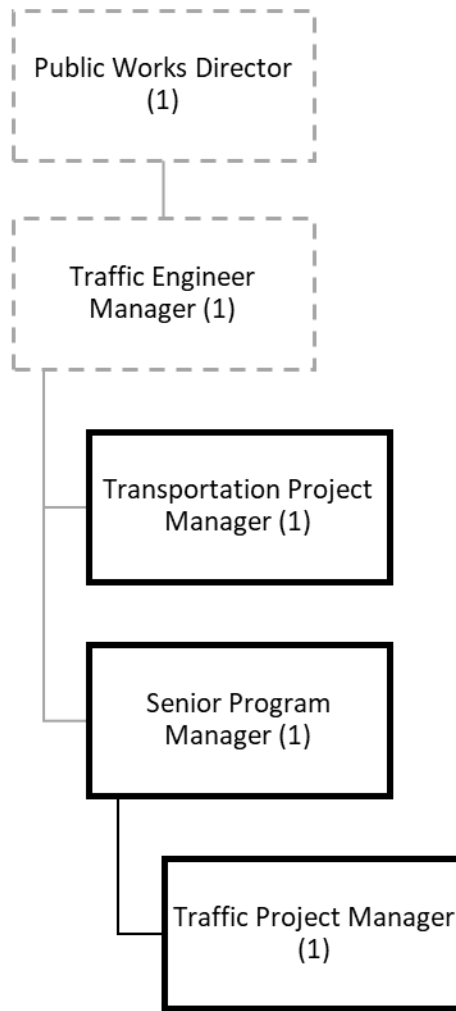 Public Works Director
(1)
Traffic Engineer
Manager (1)
Transportation Project
Manager (1)
Senior Program
Manager (1)
Traffic Project Manager
(1)